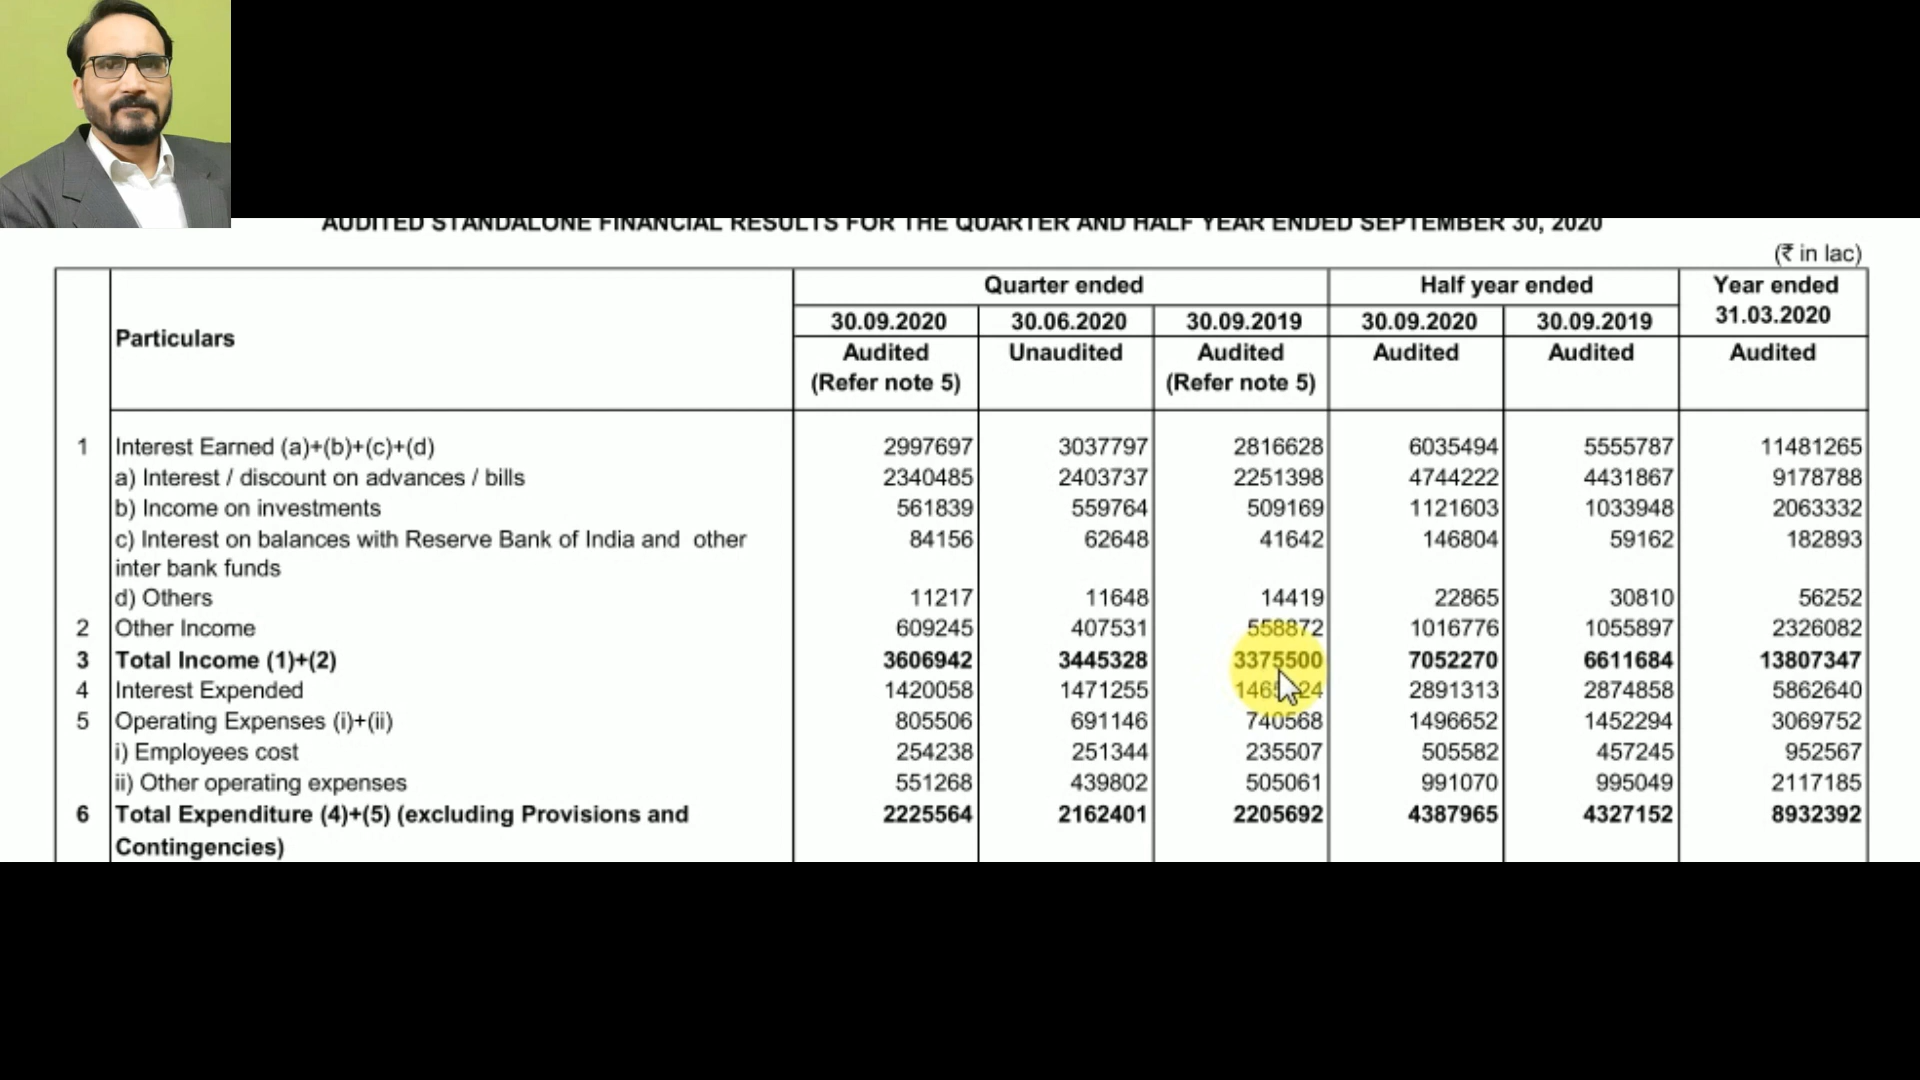 AUDITED STANDALONE FINANCIAL RESULTS FOR THE QUARTER AND HALF YEAR ENDED SEPTEMBER 30, 2020
(₹ in lac)
Particulars Quarter ended Half year ended Year ended
30.09.2020 30.06.2020 30.09.2019 30.09.2020 30.09.2019 31.03.2020
Audited Unaudited Audited Audited Audited Audited
(Refer note 5) (Refer note 5)
1 Interest Earned (a)+(b)+(c)+(d) 2997697 3037797 2816628 6035494 5555787 11481265
a) Interest / discount on advances / bills 2340485 2403737 2251398 4744222 4431867 9178788
b) Income on investments 561839 559764 509169 1121603 1033948 2063332
c) Interest on balances with Reserve Bank of India and other 84156 62648 41642 146804 59162 182893
inter bank funds
d) Others 11217 11648 14419 22865 30810 56252
2 Other Income 609245 407531 558872 1016776 1055897 2326082
3 Total Income (1)+(2) 3606942 3445328 3375500 7052270 6611684 13807347
4 Interest Expended 1420058 1471255 2891313 2874858 5862640
5 Operating Expenses (i)+(ii) 805506 691146 740568 1496652 1452294 3069752
i) Employees cost 254238 251344 235507 505582 457245 952567
ii) Other operating expenses 551268 439802 505061 991070 995049 2117185
6 Total Expenditure (4)+(5) (excluding Provisions and 2225564 2162401 2205692 4387965 4327152 8932392
Contingencies)